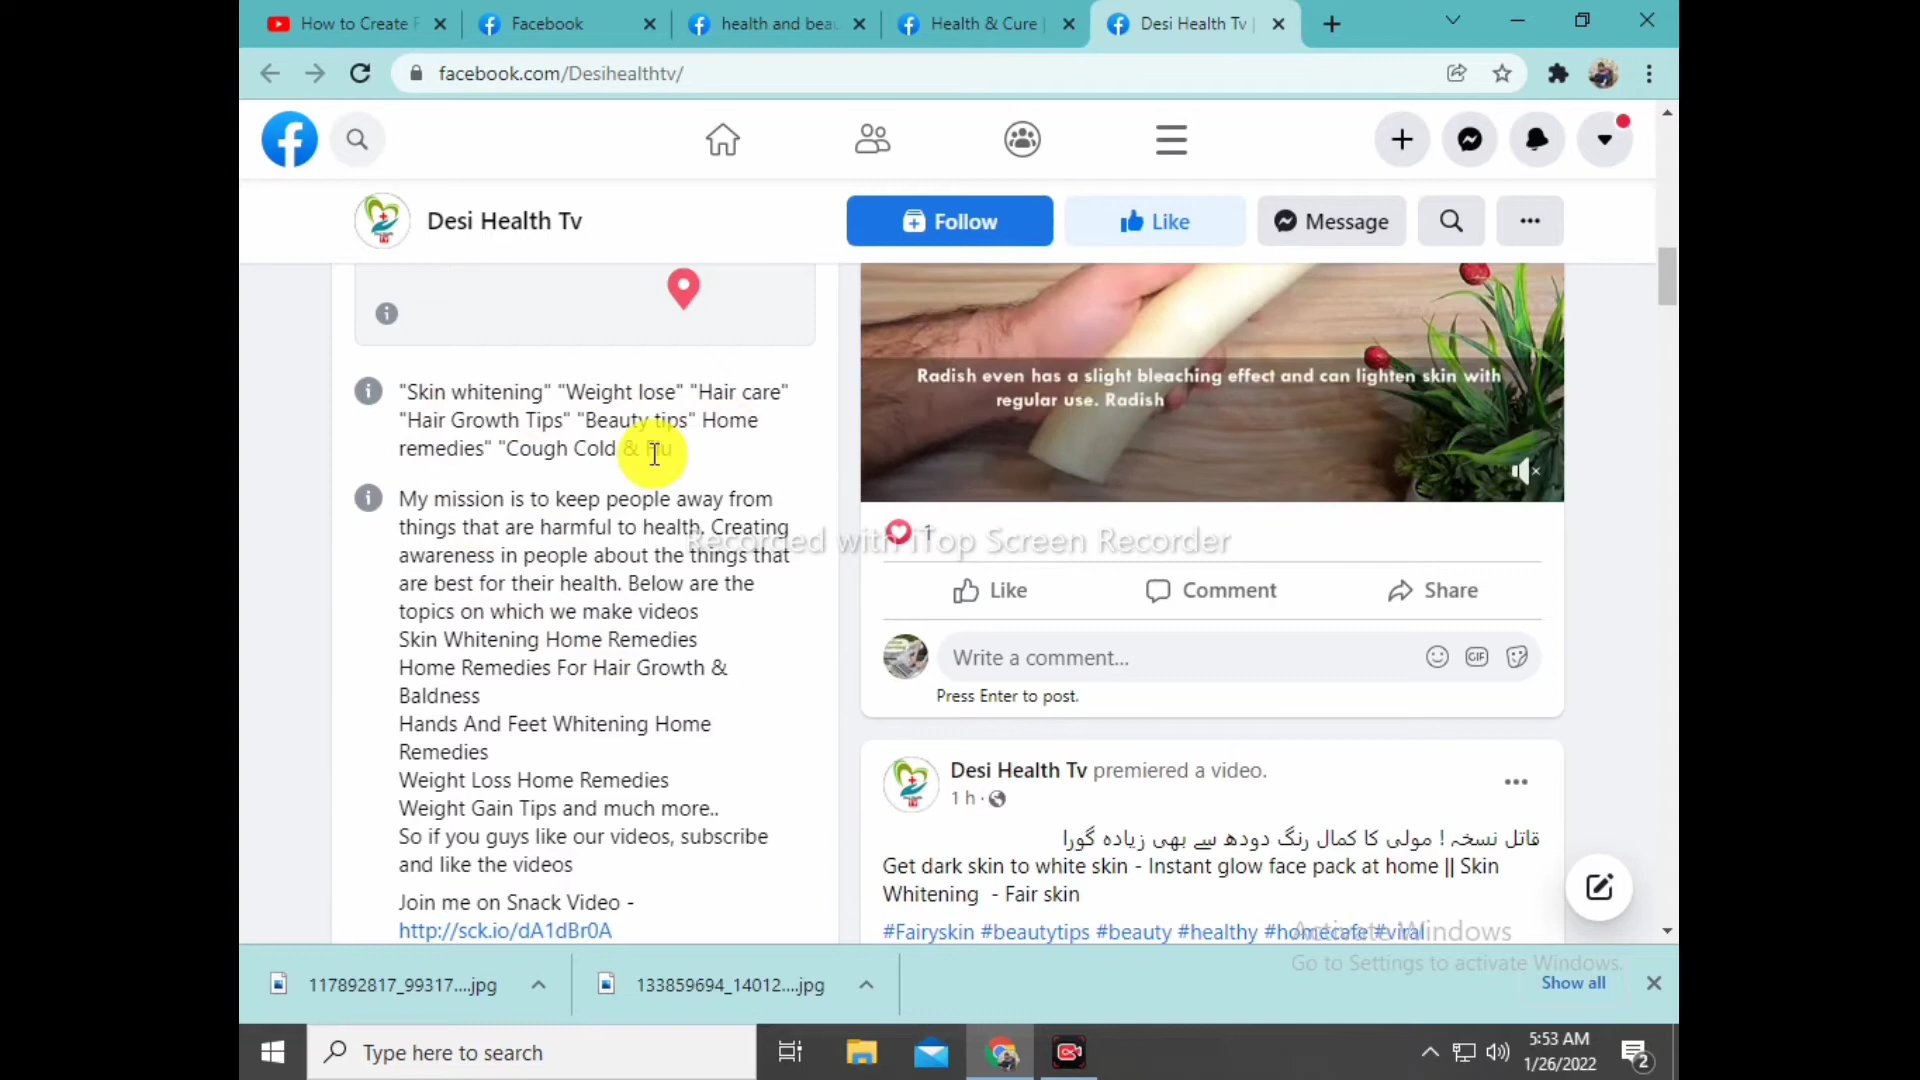 How to Create F
Facebook
health and beau
Health & Cure |
Desi Health Tv |
facebook.com/Desihealthtv/
Desi Health Tv
Follow
Like
Message
"Skin whitening" "Weight lose" "Hair care"
"Hair Growth Tips" "Beauty tips" Home
remedies" "Cough Cold & Flu
My mission is to keep people away from
things that are harmful to health. Creating
awareness in people about the things that
are best for their health. Below are the
topics on which we make videos
Skin Whitening Home Remedies
Home Remedies For Hair Growth &
Baldness
Hands And Feet Whitening Home
Remedies
Weight Loss Home Remedies
Weight Gain Tips and much more..
So if you guys like our videos, subscribe
and like the videos
Join me on Snack Video -
http://sck.io/dA1dBr0A
Radish even has a slight bleaching effect and can lighten skin with
regular use. Radish
1
Recorded with iTop Screen Recorder
Like
Comment
Share
Write a comment...
GIF
Press Enter to post.
Desi Health Tv premiered a video.
1 h ·
قاتل نسخہ ! مولی کا کمال رنگ دودھ سے بھی زیادہ گورا
Get dark skin to white skin - Instant glow face pack at home || Skin
Whitening - Fair skin
#Fairyskin #beautytips #beauty #healthy #homecafe #viral
Activate Windows
Go to Settings to activate Windows.
117892817_99317....jpg
133859694_14012....jpg
Show all
Type here to search
5:53 AM
1/26/2022
2